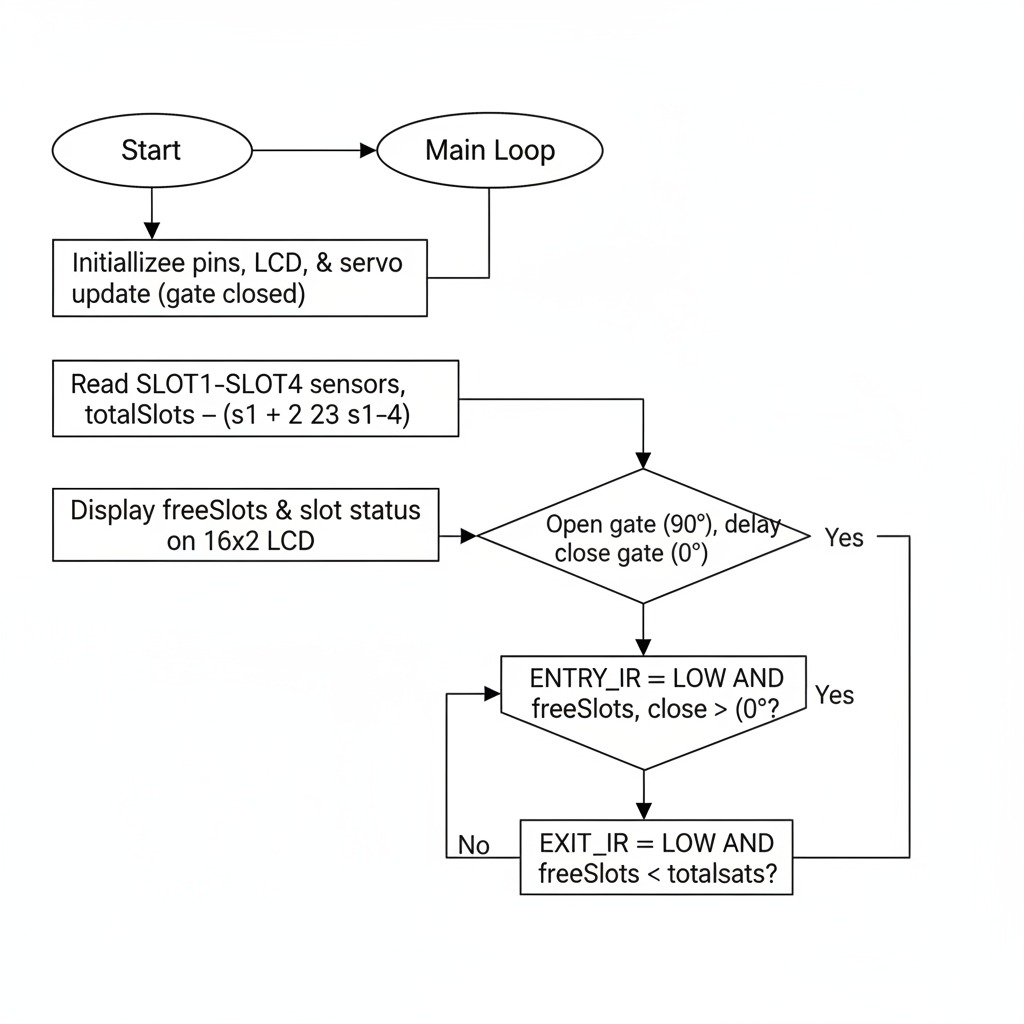 Start
Main Loop
Initiallizee pins, LCD, & servo
update (gate closed)
Read SLOT1-SLOT4 sensors,
totalSlots – (s1 + 2 23 s1-4)
Display freeSlots & slot status
on 16x2 LCD
Open gate (90°), delay
close gate (0°)
Yes
ENTRY_IR = LOW AND
freeSlots, close > (0°?
Yes
No
EXIT_IR = LOW AND
freeSlots < totalsats?